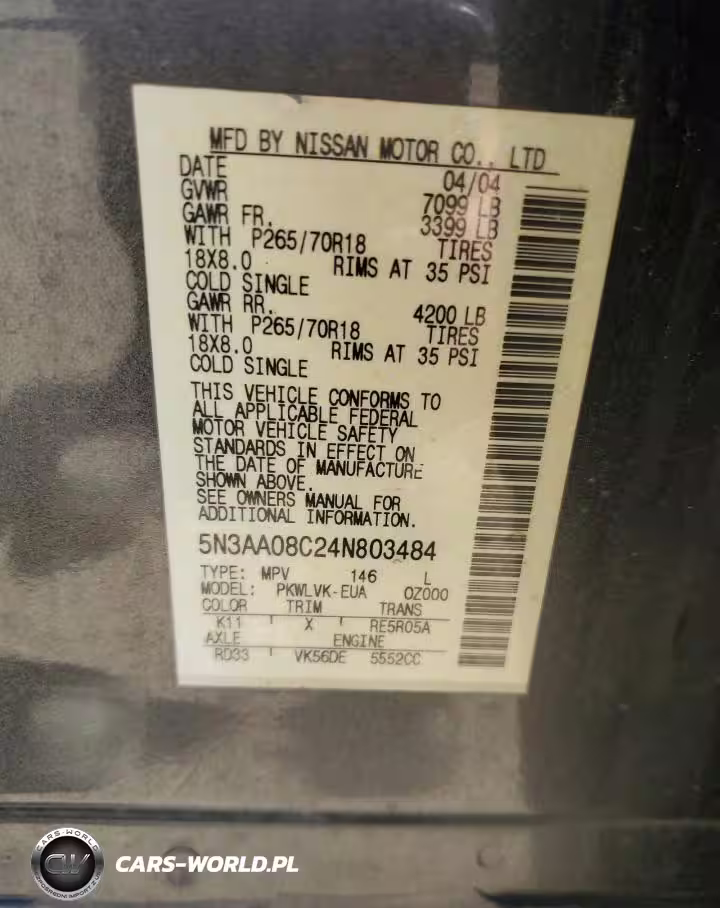 MFD BY NISSAN MOTOR CO., LTD
DATE 04/04
GVWR 7099 LB
GAWR FR. 3399 LB
WITH P265/70R18 TIRES
18X8.0 RIMS AT 35 PSI
COLD SINGLE
GAWR RR. 4200 LB
WITH P265/70R18 TIRES
18X8.0 RIMS AT 35 PSI
COLD SINGLE
THIS VEHICLE CONFORMS TO
ALL APPLICABLE FEDERAL
MOTOR VEHICLE SAFETY
STANDARDS IN EFFECT ON
THE DATE OF MANUFACTURE
SHOWN ABOVE.
SEE OWNERS MANUAL FOR
ADDITIONAL INFORMATION.
5N3AA08C24N803484
TYPE: MPV 146 L
MODEL: PKWLVK-EUA OZ000
COLOR TRIM TRANS
K11 X RE5R05A
AXLE ENGINE
RD33 VK56DE 5552CC
CARS-WORLD
CW
CARS-WORLD.PL